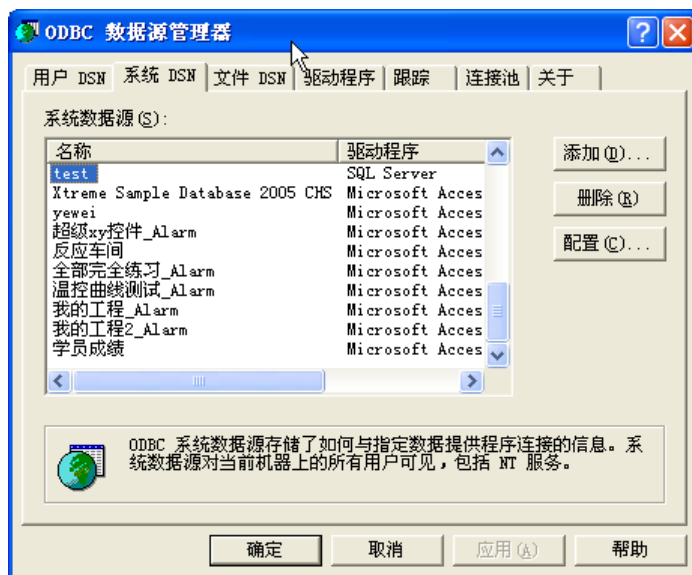 ODBC 数据源管理器
用户 DSN 系统 DSN 文件 DSN 驱动程序 跟踪 连接池 关于
系统数据源(S):
名称 驱动程序
test SQL Server
Xtreme Sample Database 2005 CHS Microsoft Acces
yewei Microsoft Acces
超级xy控件_Alarm Microsoft Acces
反应车间 Microsoft Acces
全部完全练习_Alarm Microsoft Acces
温控曲线测试_Alarm Microsoft Acces
我的工程_Alarm Microsoft Acces
我的工程2_Alarm Microsoft Acces
学员成绩 Microsoft Acces
添加(D)...
删除(R)
配置(C)...
ODBC 系统数据源存储了如何与指定数据提供程序连接的信息。系
统数据源对当前机器上的所有用户可见，包括 NT 服务。
确定 取消 应用(A) 帮助